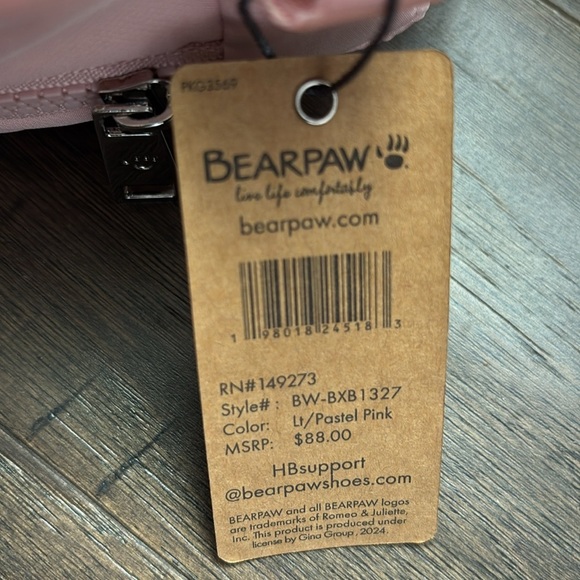 PKG3569
BEARPAW
live life comfortably
bearpaw.com
1 98018 24518 3
RN#149273
Style# : BW-BXB1327
Color: Lt/Pastel Pink
MSRP: $88.00
HBsupport
@bearpawshoes.com
BEARPAW and all BEARPAW logos
are trademarks of Romeo & Juliette,
Inc. This product is produced under
license by Gina Group, 2024.